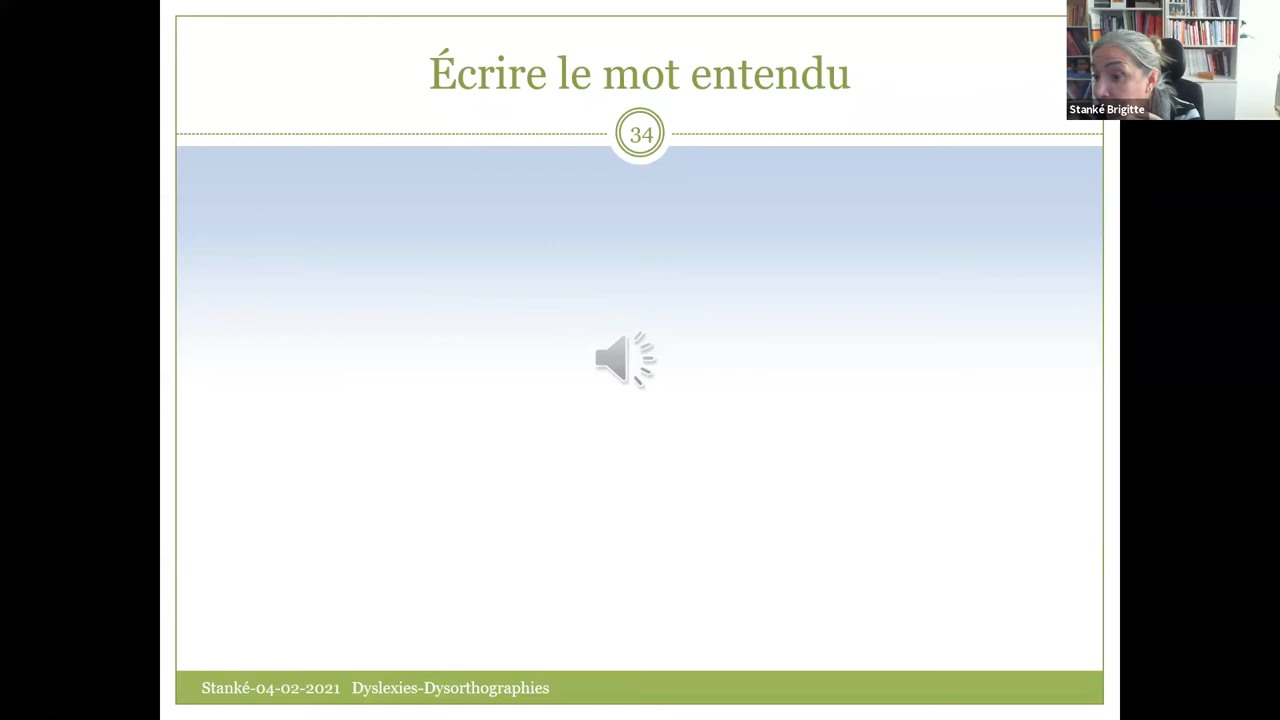 Écrire le mot entendu
Stanké Brigitte
34
Stanké-04-02-2021 Dyslexies-Dysorthographies